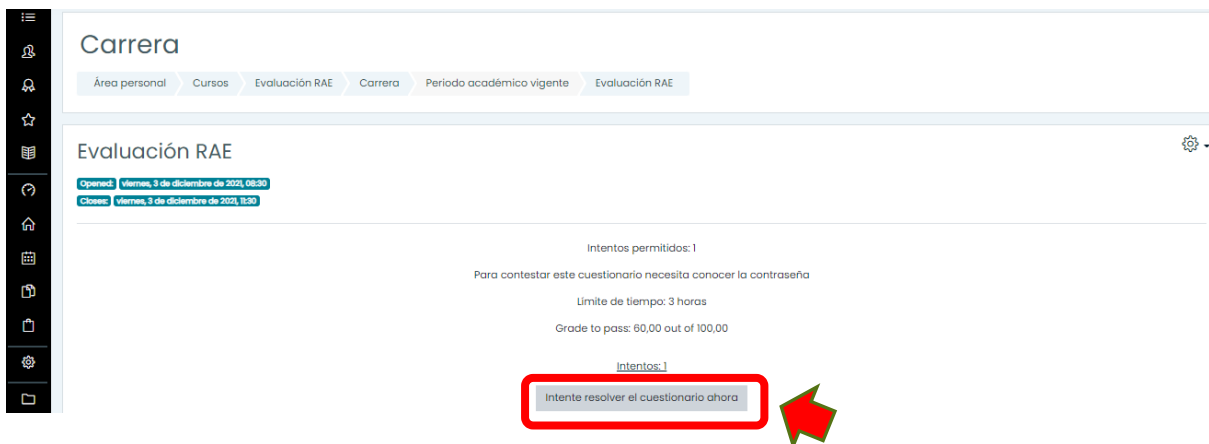 Carrera
Área personal Cursos Evaluación RAE Carrera Periodo académico vigente Evaluación RAE
Evaluación RAE
Opened: viernes, 3 de diciembre de 2021, 08:30
Closes: viernes, 3 de diciembre de 2021, 11:30
Intentos permitidos: 1
Para contestar este cuestionario necesita conocer la contraseña
Límite de tiempo: 3 horas
Grade to pass: 60,00 out of 100,00
Intentos: 1
Intente resolver el cuestionario ahora